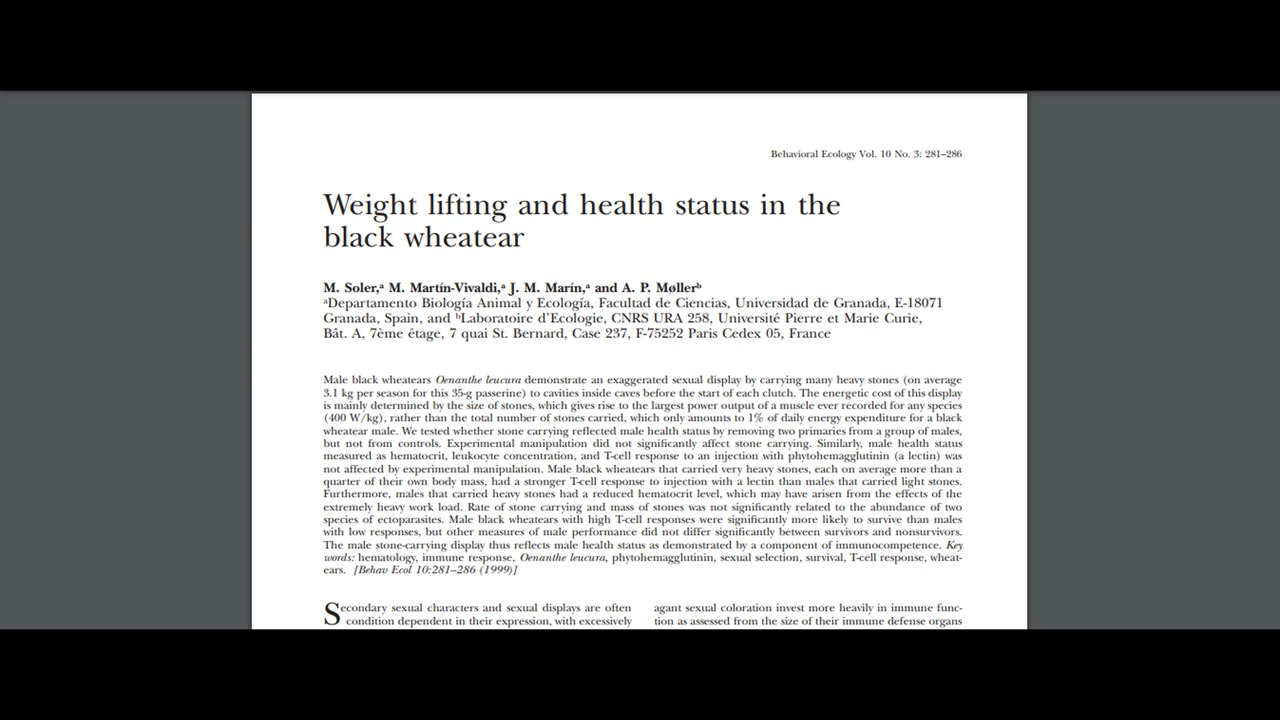 Behavioral Ecology Vol. 10 No. 3: 281–286
Weight lifting and health status in the
black wheatear
M. Soler,ᵃ M. Martín-Vivaldi,ᵃ J. M. Marín,ᵃ and A. P. Møllerᵇ
ᵃDepartamento Biología Animal y Ecología, Facultad de Ciencias, Universidad de Granada, E-18071
Granada, Spain, and ᵇLaboratoire d’Ecologie, CNRS URA 258, Université Pierre et Marie Curie,
Bât. A, 7ème étage, 7 quai St. Bernard, Case 237, F-75252 Paris Cedex 05, France
Male black wheatears Oenanthe leucura demonstrate an exaggerated sexual display by carrying many heavy stones (on average
3.1 kg per season for this 35-g passerine) to cavities inside caves before the start of each clutch. The energetic cost of this display
is mainly determined by the size of stones, which gives rise to the largest power output of a muscle ever recorded for any species
(400 W/kg), rather than the total number of stones carried, which only amounts to 1% of daily energy expenditure for a black
wheatear male. We tested whether stone carrying reflected male health status by removing two primaries from a group of males,
but not from controls. Experimental manipulation did not significantly affect stone carrying. Similarly, male health status
measured as hematocrit, leukocyte concentration, and T-cell response to an injection with phytohemagglutinin (a lectin) was
not affected by experimental manipulation. Male black wheatears that carried very heavy stones, each on average more than a
quarter of their own body mass, had a stronger T-cell response to injection with a lectin than males that carried light stones.
Furthermore, males that carried heavy stones had a reduced hematocrit level, which may have arisen from the effects of the
extremely heavy work load. Rate of stone carrying and mass of stones was not significantly related to the abundance of two
species of ectoparasites. Male black wheatears with high T-cell responses were significantly more likely to survive than males
with low responses, but other measures of male performance did not differ significantly between survivors and nonsurvivors.
The male stone-carrying display thus reflects male health status as demonstrated by a component of immunocompetence. Key
words: hematology, immune response, Oenanthe leucura, phytohemagglutinin, sexual selection, survival, T-cell response, wheat-
ears. [Behav Ecol 10:281–286 (1999)]
Secondary sexual characters and sexual displays are often
condition dependent in their expression, with excessively
agant sexual coloration invest more heavily in immune func-
tion as assessed from the size of their immune defense organs